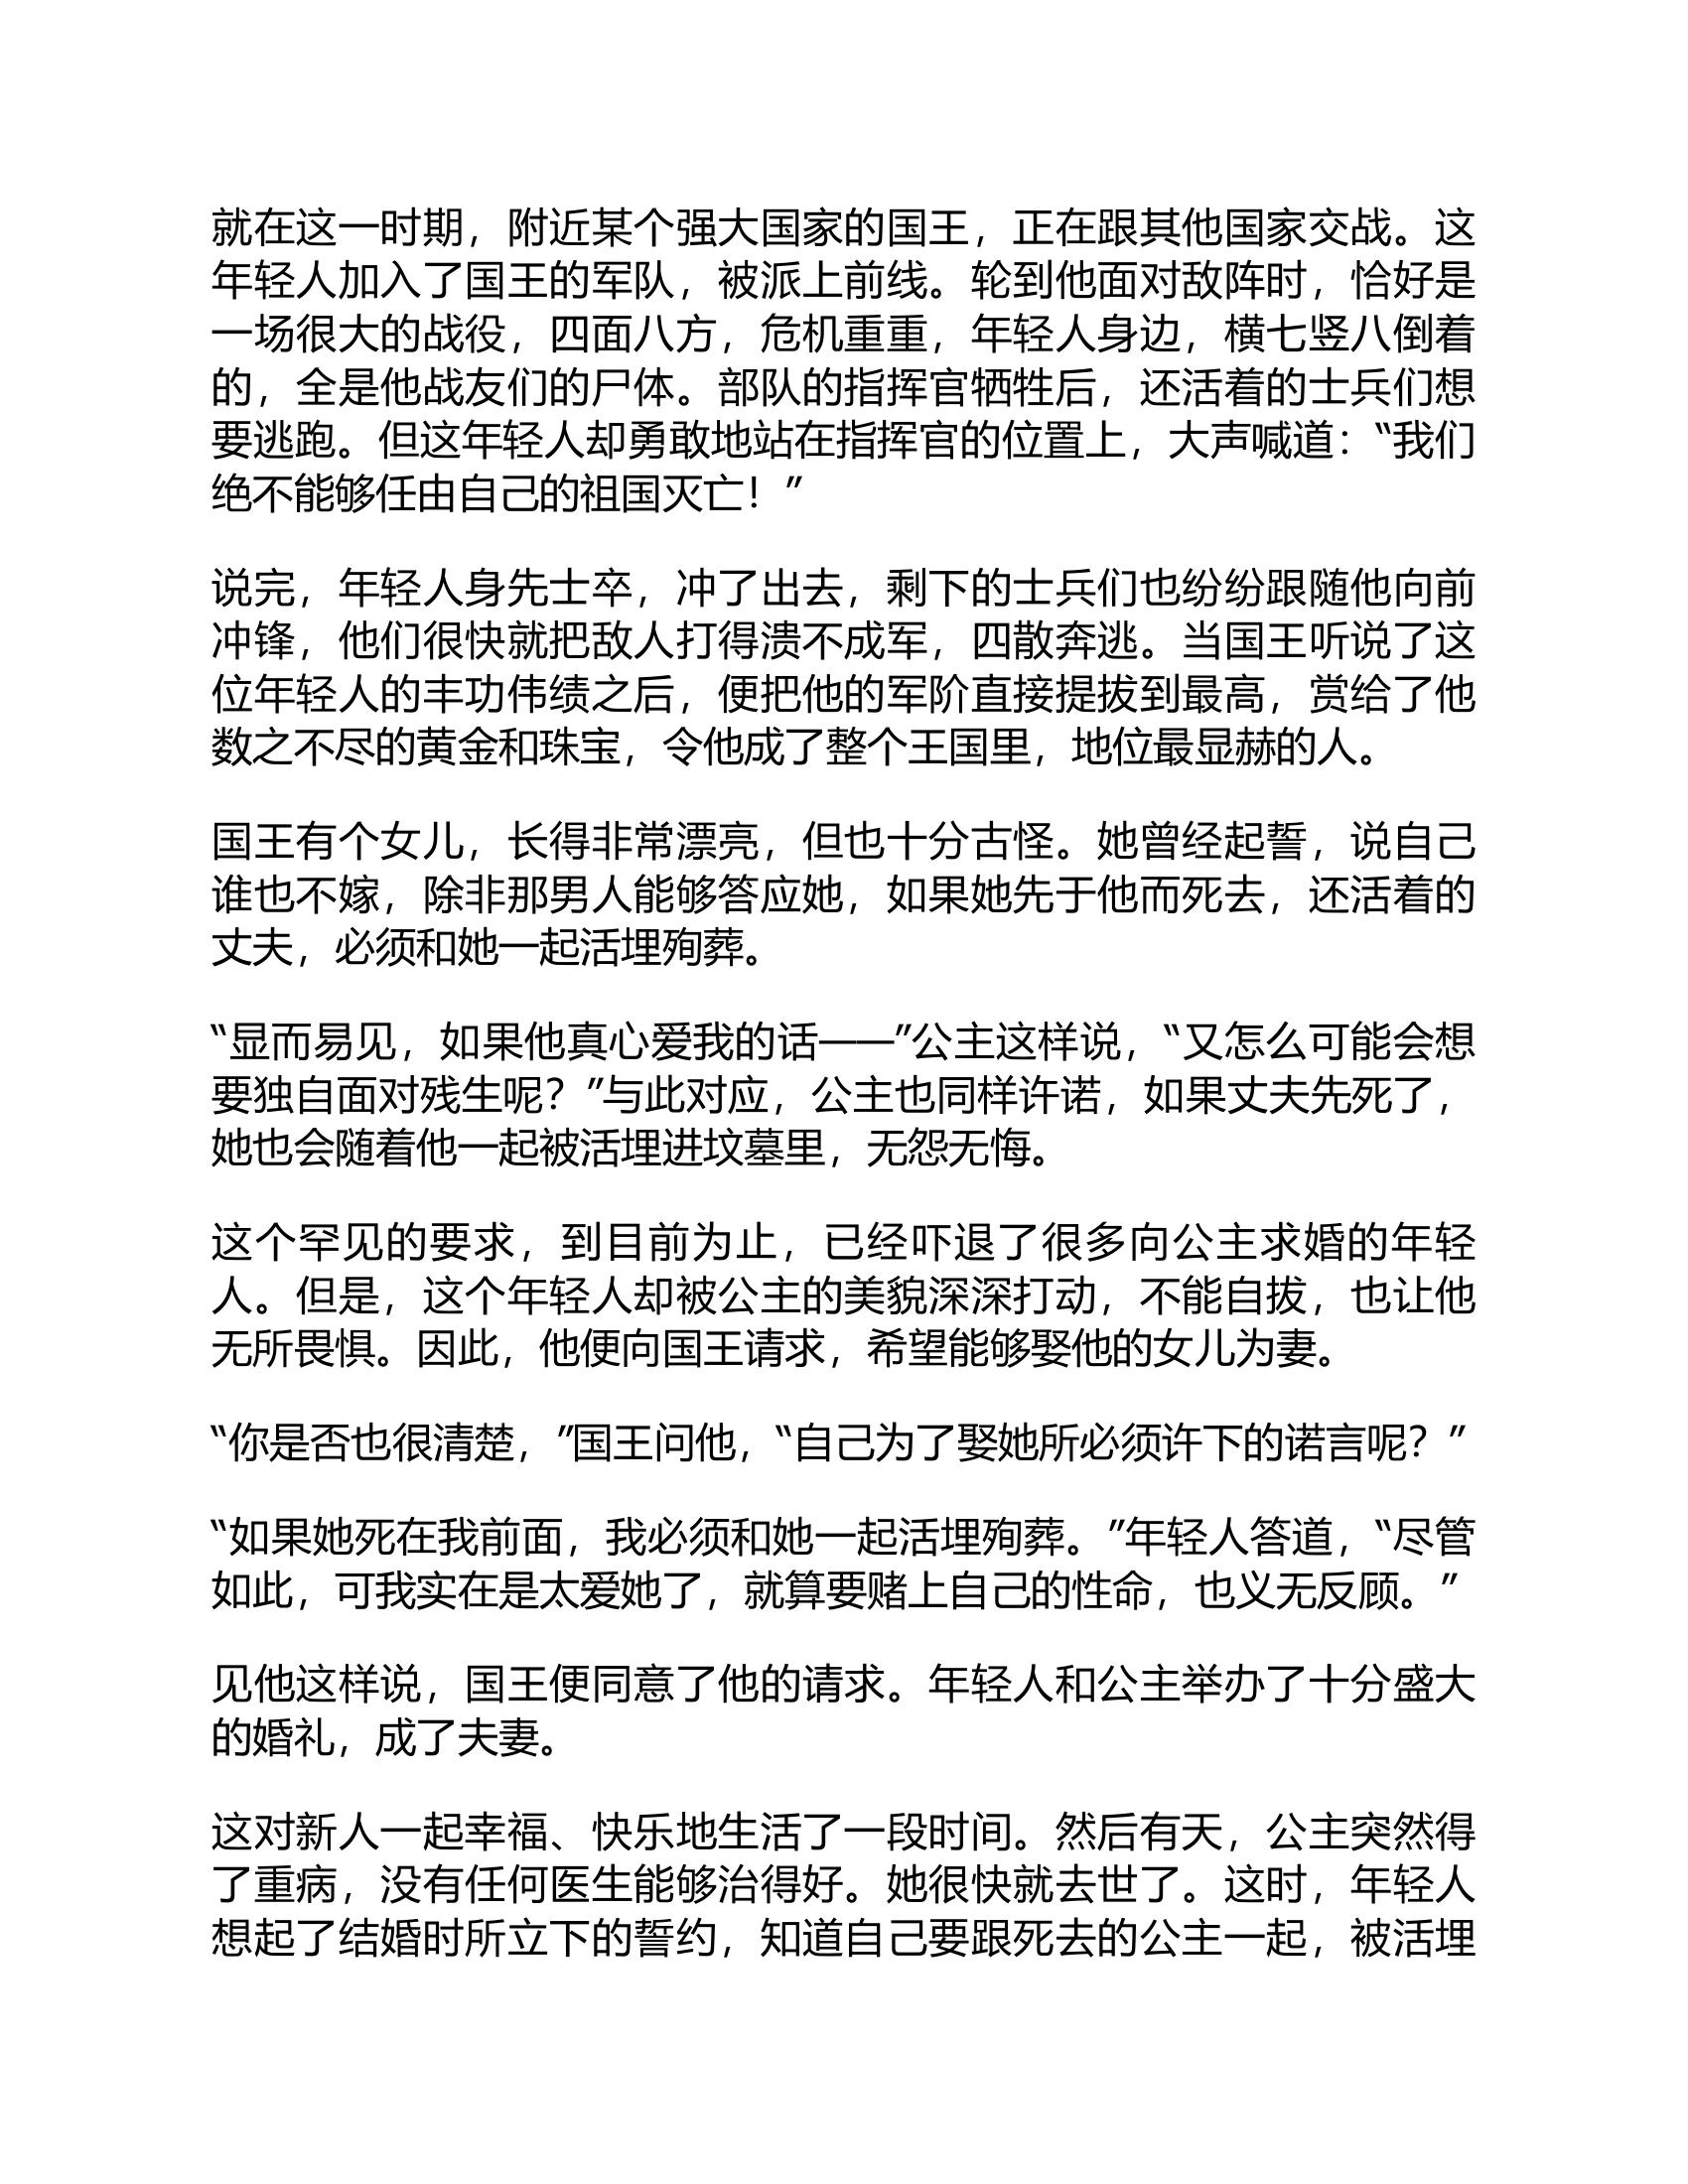 就在这一时期，附近某个强大国家的国王，正在跟其他国家交战。这
年轻人加入了国王的军队，被派上前线。轮到他面对敌阵时，恰好是
一场很大的战役，四面八方，危机重重，年轻人身边，横七竖八倒着
的，全是他战友们的尸体。部队的指挥官牺牲后，还活着的士兵们想
要逃跑。但这年轻人却勇敢地站在指挥官的位置上，大声喊道：“我们
绝不能够任由自己的祖国灭亡！”
说完，年轻人身先士卒，冲了出去，剩下的士兵们也纷纷跟随他向前
冲锋，他们很快就把敌人打得溃不成军，四散奔逃。当国王听说了这
位年轻人的丰功伟绩之后，便把他的军阶直接提拔到最高，赏给了他
数之不尽的黄金和珠宝，令他成了整个王国里，地位最显赫的人。
国王有个女儿，长得非常漂亮，但也十分古怪。她曾经起誓，说自己
谁也不嫁，除非那男人能够答应她，如果她先于他而死去，还活着的
丈夫，必须和她一起活埋殉葬。
“显而易见，如果他真心爱我的话——”公主这样说，“又怎么可能会想
要独自面对残生呢？”与此对应，公主也同样许诺，如果丈夫先死了，
她也会随着他一起被活埋进坟墓里，无怨无悔。
这个罕见的要求，到目前为止，已经吓退了很多向公主求婚的年轻
人。但是，这个年轻人却被公主的美貌深深打动，不能自拔，也让他
无所畏惧。因此，他便向国王请求，希望能够娶他的女儿为妻。
“你是否也很清楚，”国王问他，“自己为了娶她所必须许下的诺言呢？”
“如果她死在我前面，我必须和她一起活埋殉葬。”年轻人答道，“尽管
如此，可我实在是太爱她了，就算要赌上自己的性命，也义无反顾。”
见他这样说，国王便同意了他的请求。年轻人和公主举办了十分盛大
的婚礼，成了夫妻。
这对新人一起幸福、快乐地生活了一段时间。然后有天，公主突然得
了重病，没有任何医生能够治得好。她很快就去世了。这时，年轻人
想起了结婚时所立下的誓约，知道自己要跟死去的公主一起，被活埋